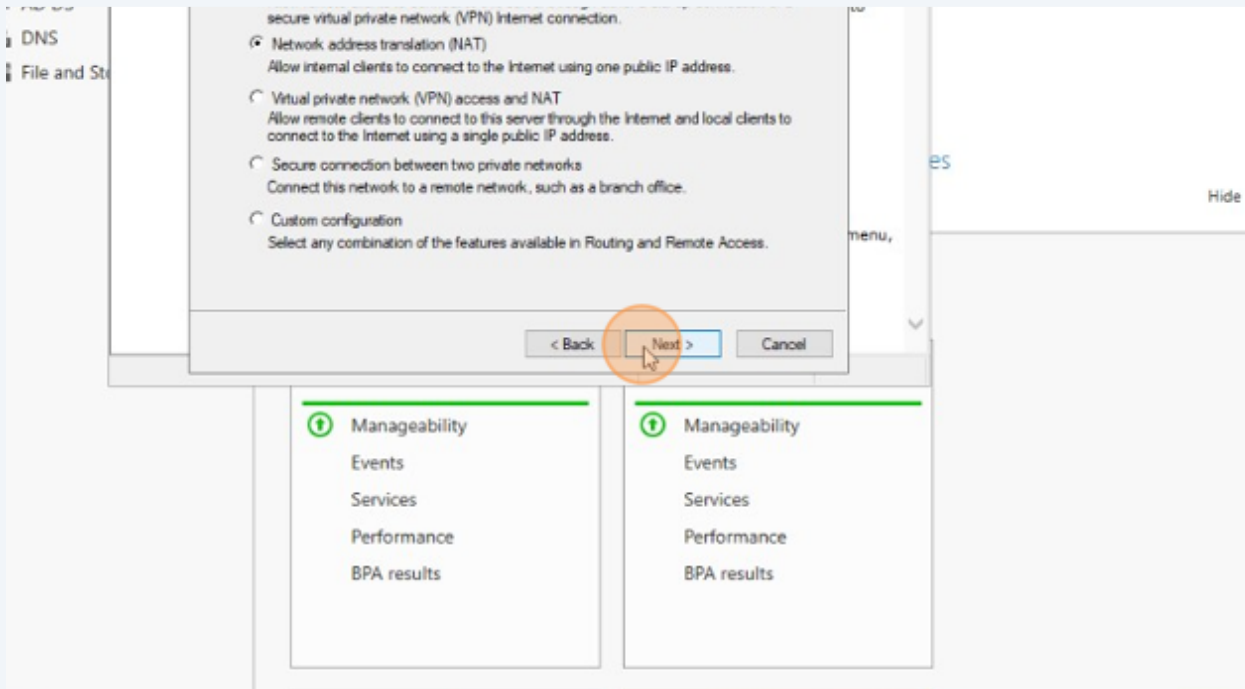 AD DS
DNS
File and Sto
secure virtual private network (VPN) Internet connection.
to
Network address translation (NAT)
Allow internal clients to connect to the Internet using one public IP address.
Virtual private network (VPN) access and NAT
Allow remote clients to connect to this server through the Internet and local clients to
connect to the Internet using a single public IP address.
Secure connection between two private networks
Connect this network to a remote network, such as a branch office.
Custom configuration
Select any combination of the features available in Routing and Remote Access.
es
Hide
menu,
< Back
Next >
Cancel
Manageability
Events
Services
Performance
BPA results
Manageability
Events
Services
Performance
BPA results